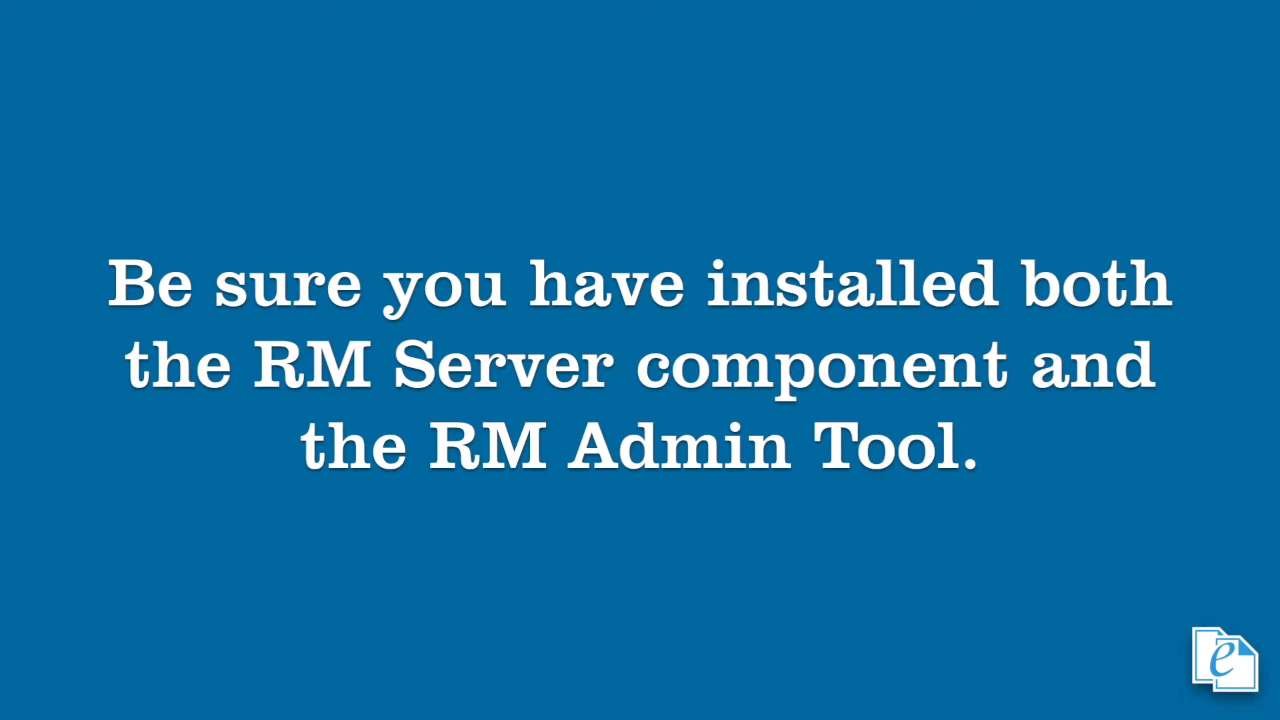 Be sure you have installed both
the RM Server component and
the RM Admin Tool.
e